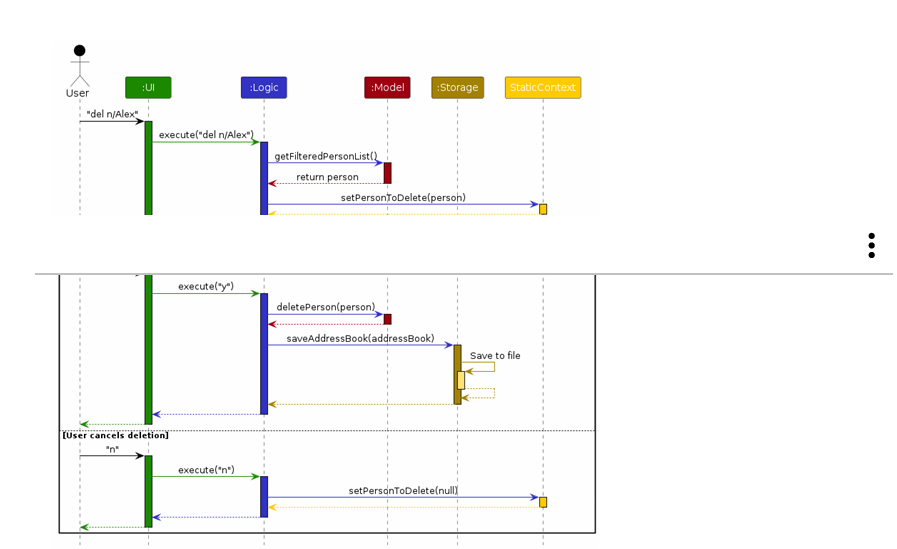 User
:UI
:Logic
:Model
:Storage
StaticContext
"del n/Alex"
execute("del n/Alex")
getFilteredPersonList()
return person
setPersonToDelete(person)
execute("y")
deletePerson(person)
saveAddressBook(addressBook)
Save to file
[User cancels deletion]
"n"
execute("n")
setPersonToDelete(null)